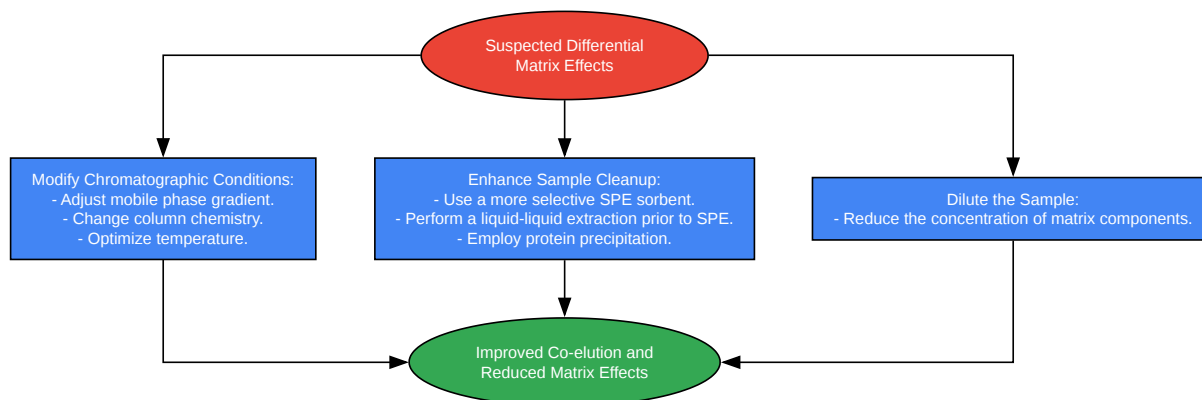 Suspected Differential
Matrix Effects
Modify Chromatographic Conditions:
- Adjust mobile phase gradient.
- Change column chemistry.
- Optimize temperature.
Enhance Sample Cleanup:
- Use a more selective SPE sorbent.
- Perform a liquid-liquid extraction prior to SPE.
- Employ protein precipitation.
Dilute the Sample:
- Reduce the concentration of matrix components.
Improved Co-elution and
Reduced Matrix Effects